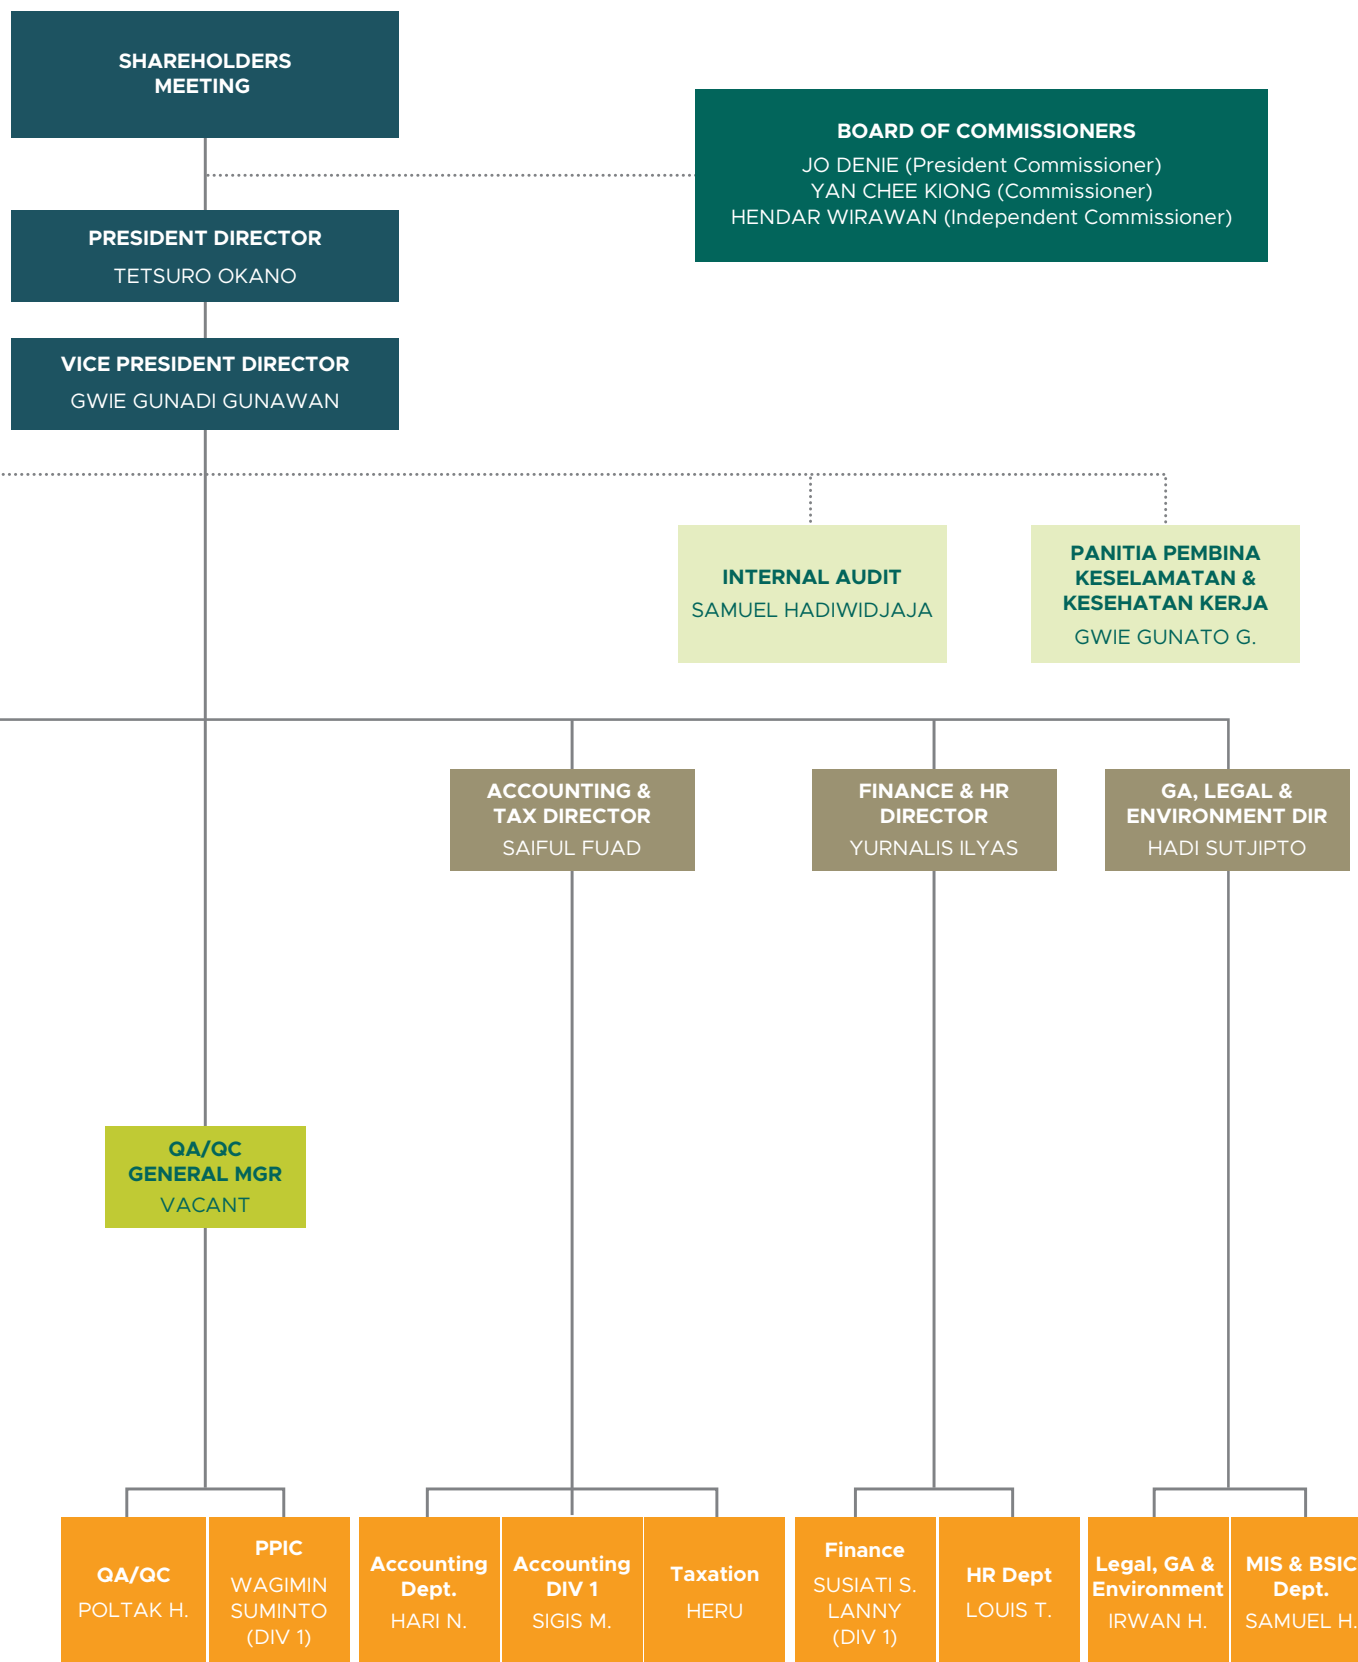 SHAREHOLDERS
MEETING
BOARD OF COMMISSIONERS
JO DENIE (President Commissioner)
YAN CHEE KIONG (Commissioner)
HENDAR WIRAWAN (Independent Commissioner)
PRESIDENT DIRECTOR
TETSURO OKANO
VICE PRESIDENT DIRECTOR
GWIE GUNADI GUNAWAN
INTERNAL AUDIT
SAMUEL HADIWIDJAJA
PANITIA PEMBINA
KESELAMATAN &
KESEHATAN KERJA
GWIE GUNATO G.
ACCOUNTING &
TAX DIRECTOR
SAIFUL FUAD
FINANCE & HR
DIRECTOR
YURNALIS ILYAS
GA, LEGAL &
ENVIRONMENT DIR
HADI SUTJIPTO
QA/QC
GENERAL MGR
VACANT
QA/QC
POLTAK H.
PPIC
WAGIMIN
SUMINTO
(DIV 1)
Accounting
Dept.
HARI N.
Accounting
DIV 1
SIGIS M.
Taxation
HERU
Finance
SUSIATI S.
LANNY
(DIV 1)
HR Dept
LOUIS T.
Legal, GA &
Environment
IRWAN H.
MIS & BSIC
Dept.
SAMUEL H.